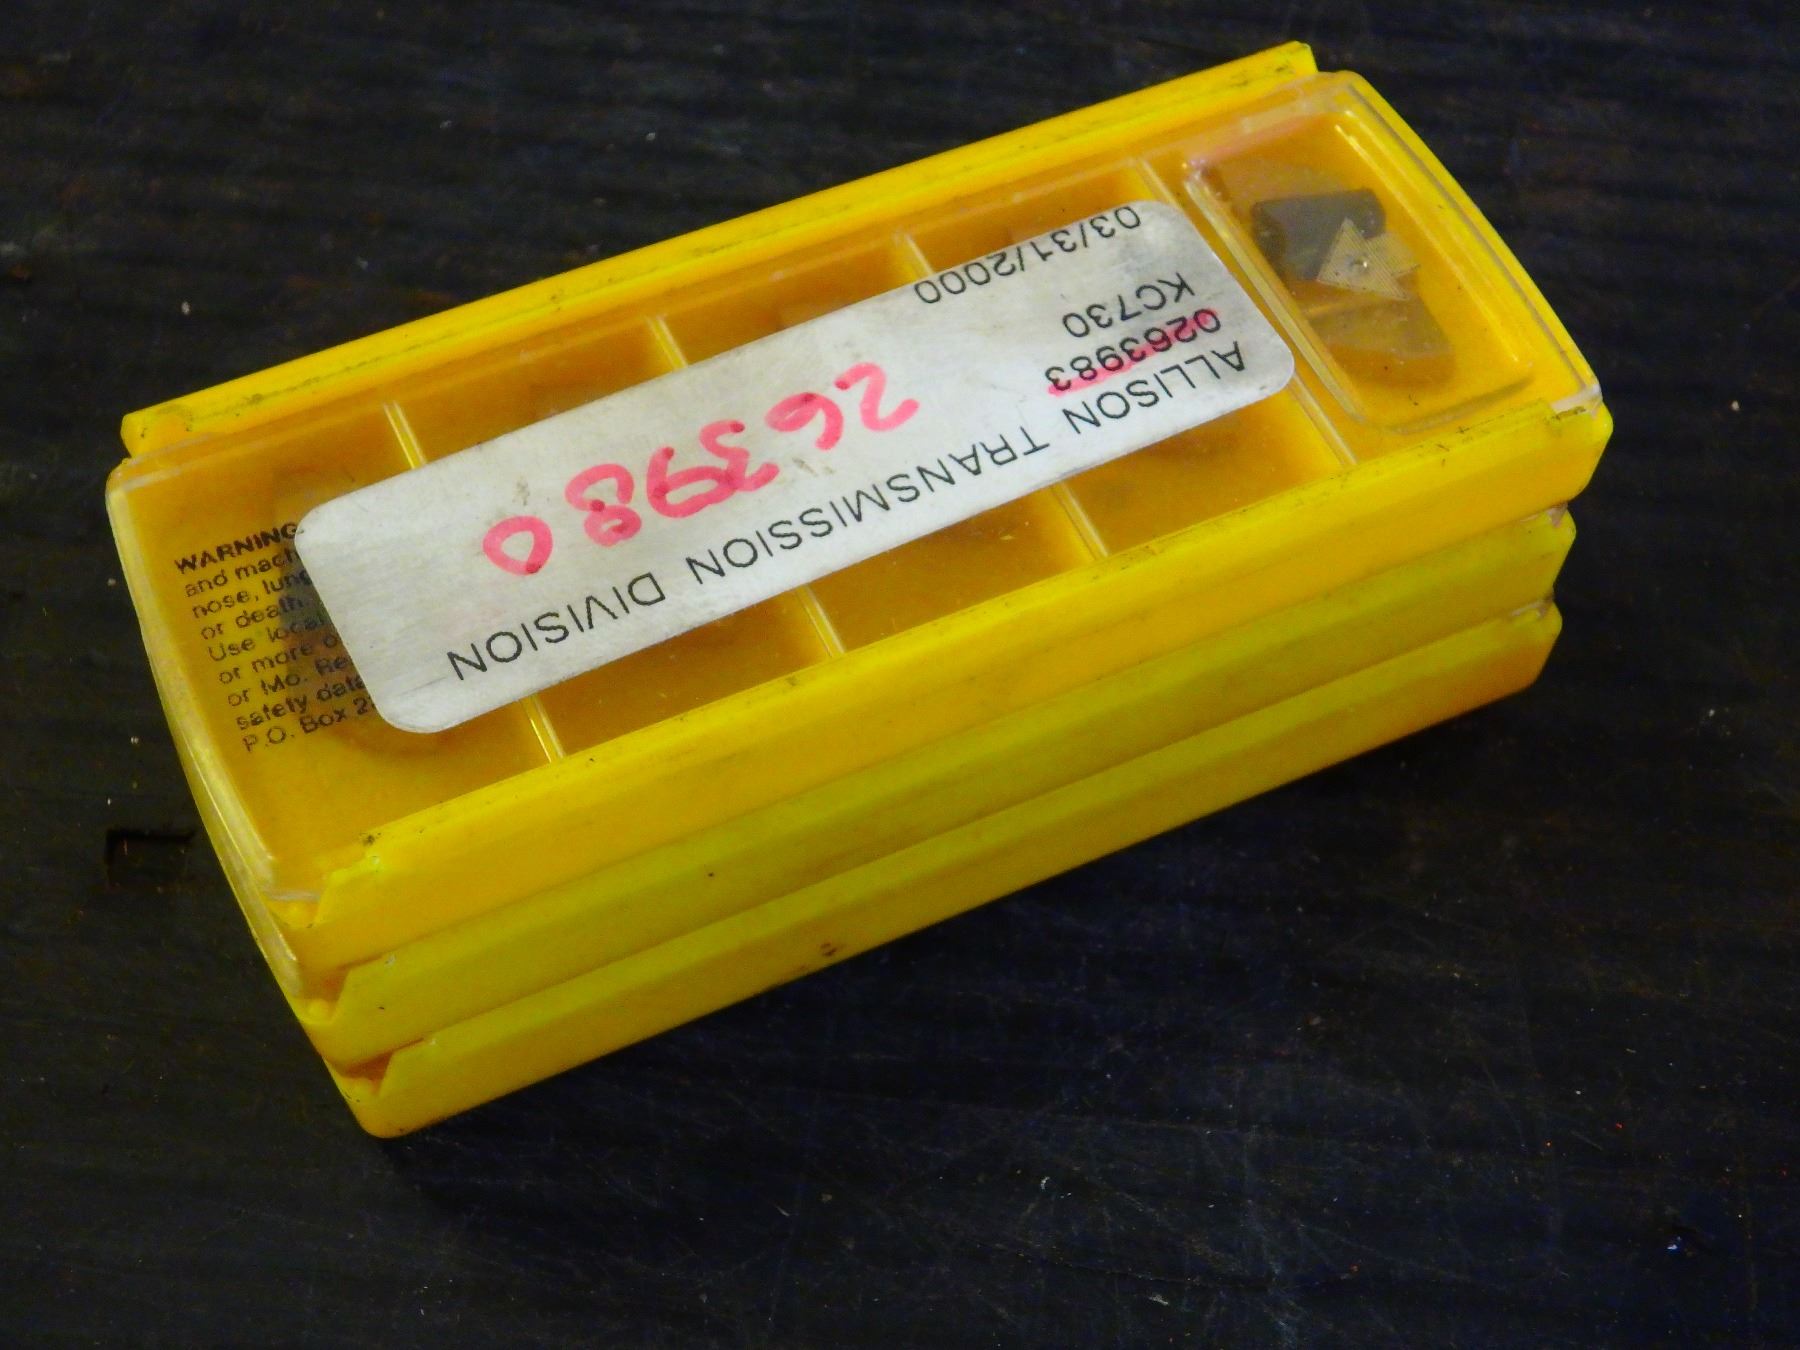 ALLISON TRANSMISSION DIVISION
0263983
KC730
03/31/2000
263980
WARNING
and mach
nose, lung
or death.
Use local
or more o
or Mo. Re
safety data
P.O. Box 2